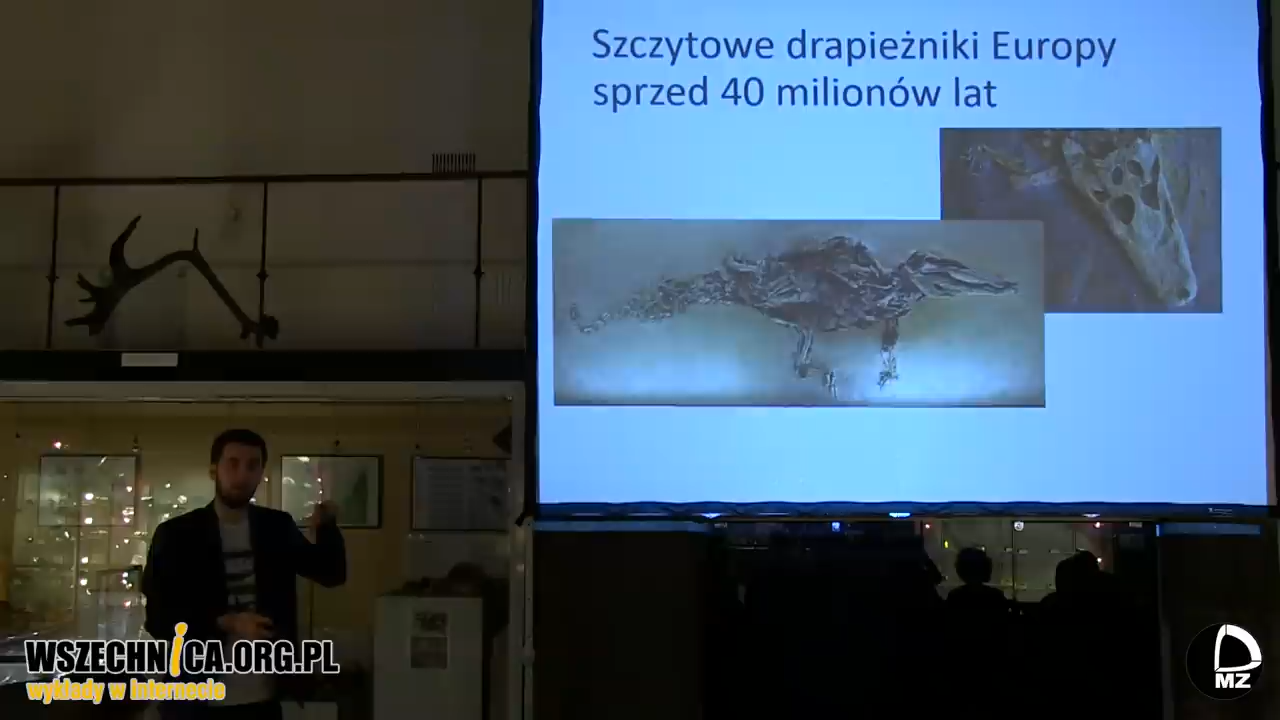 Szczytowe drapieżniki Europy
sprzed 40 milionów lat
WSZECHNiCA.ORG.PL
wykłady w internecie
MZ